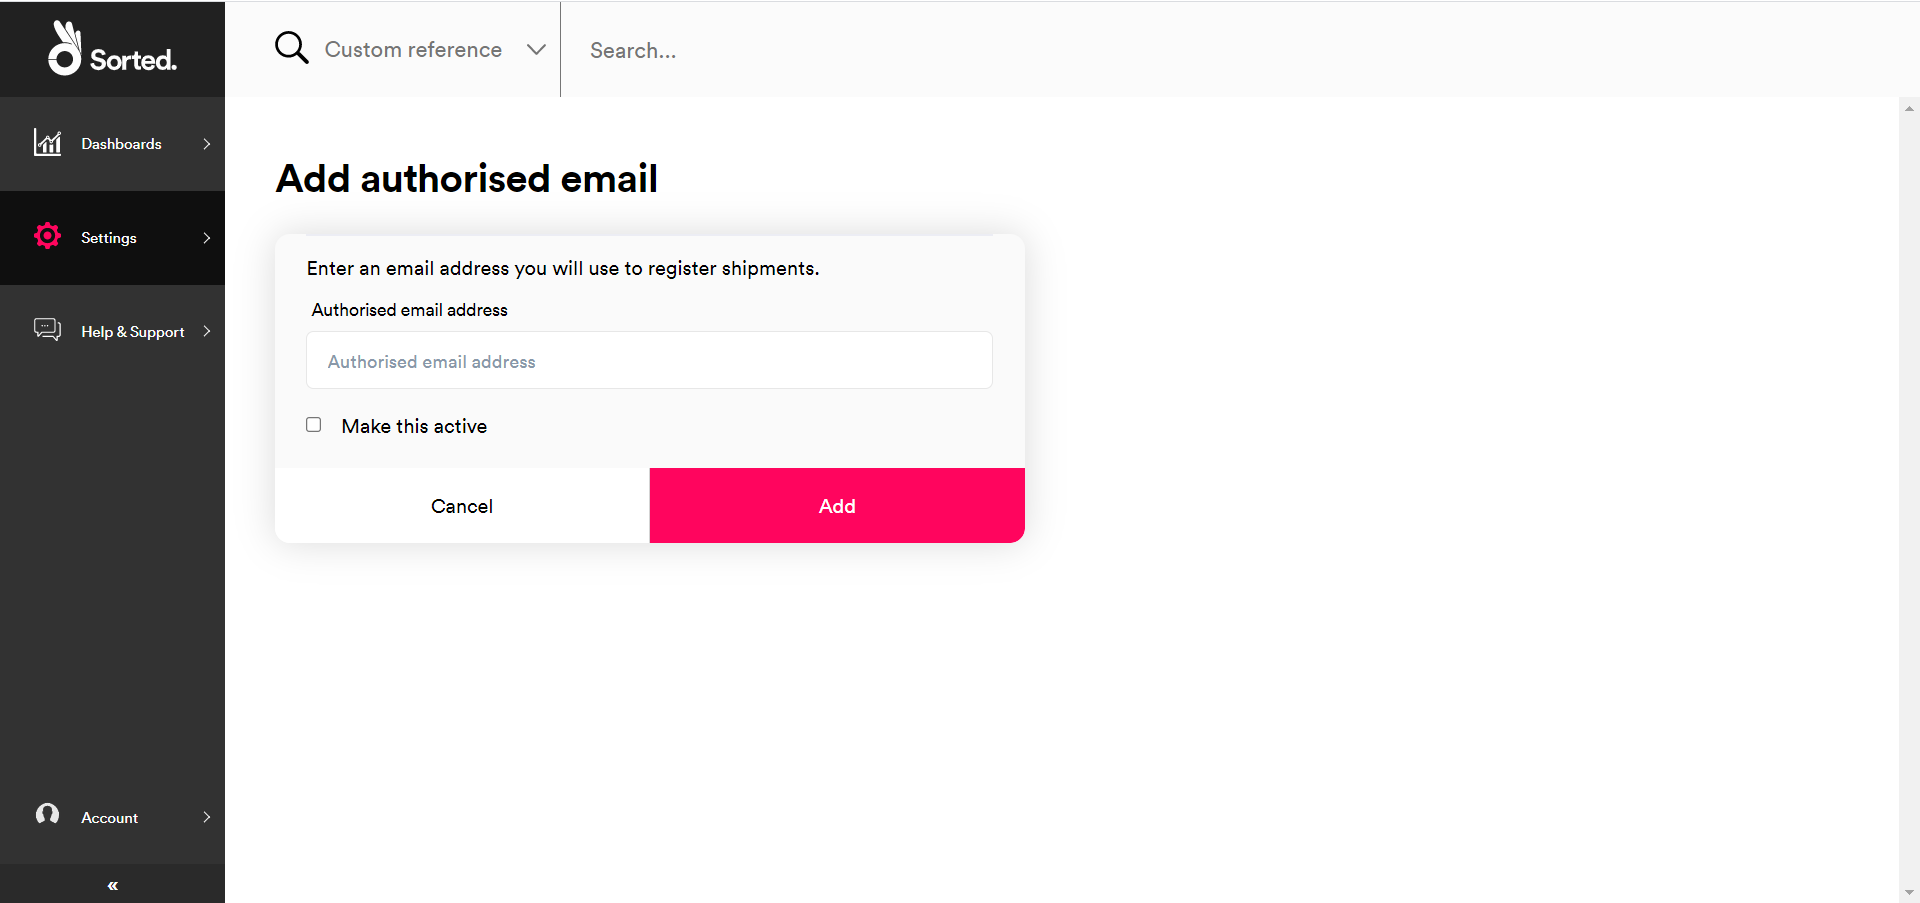 Sorted.
Custom reference
Search...
Dashboards
Settings
Help & Support
Account
«
Add authorised email
Enter an email address you will use to register shipments.
Authorised email address
Authorised email address
Make this active
Cancel
Add